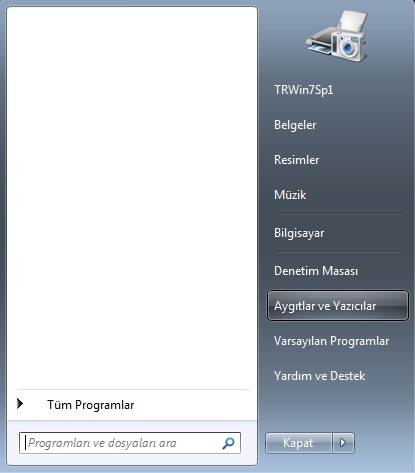 TRWin7Sp1
Belgeler
Resimler
Müzik
Bilgisayar
Denetim Masası
Aygıtlar ve Yazıcılar
Varsayılan Programlar
Yardım ve Destek
Tüm Programlar
Programları ve dosyaları ara
Kapat